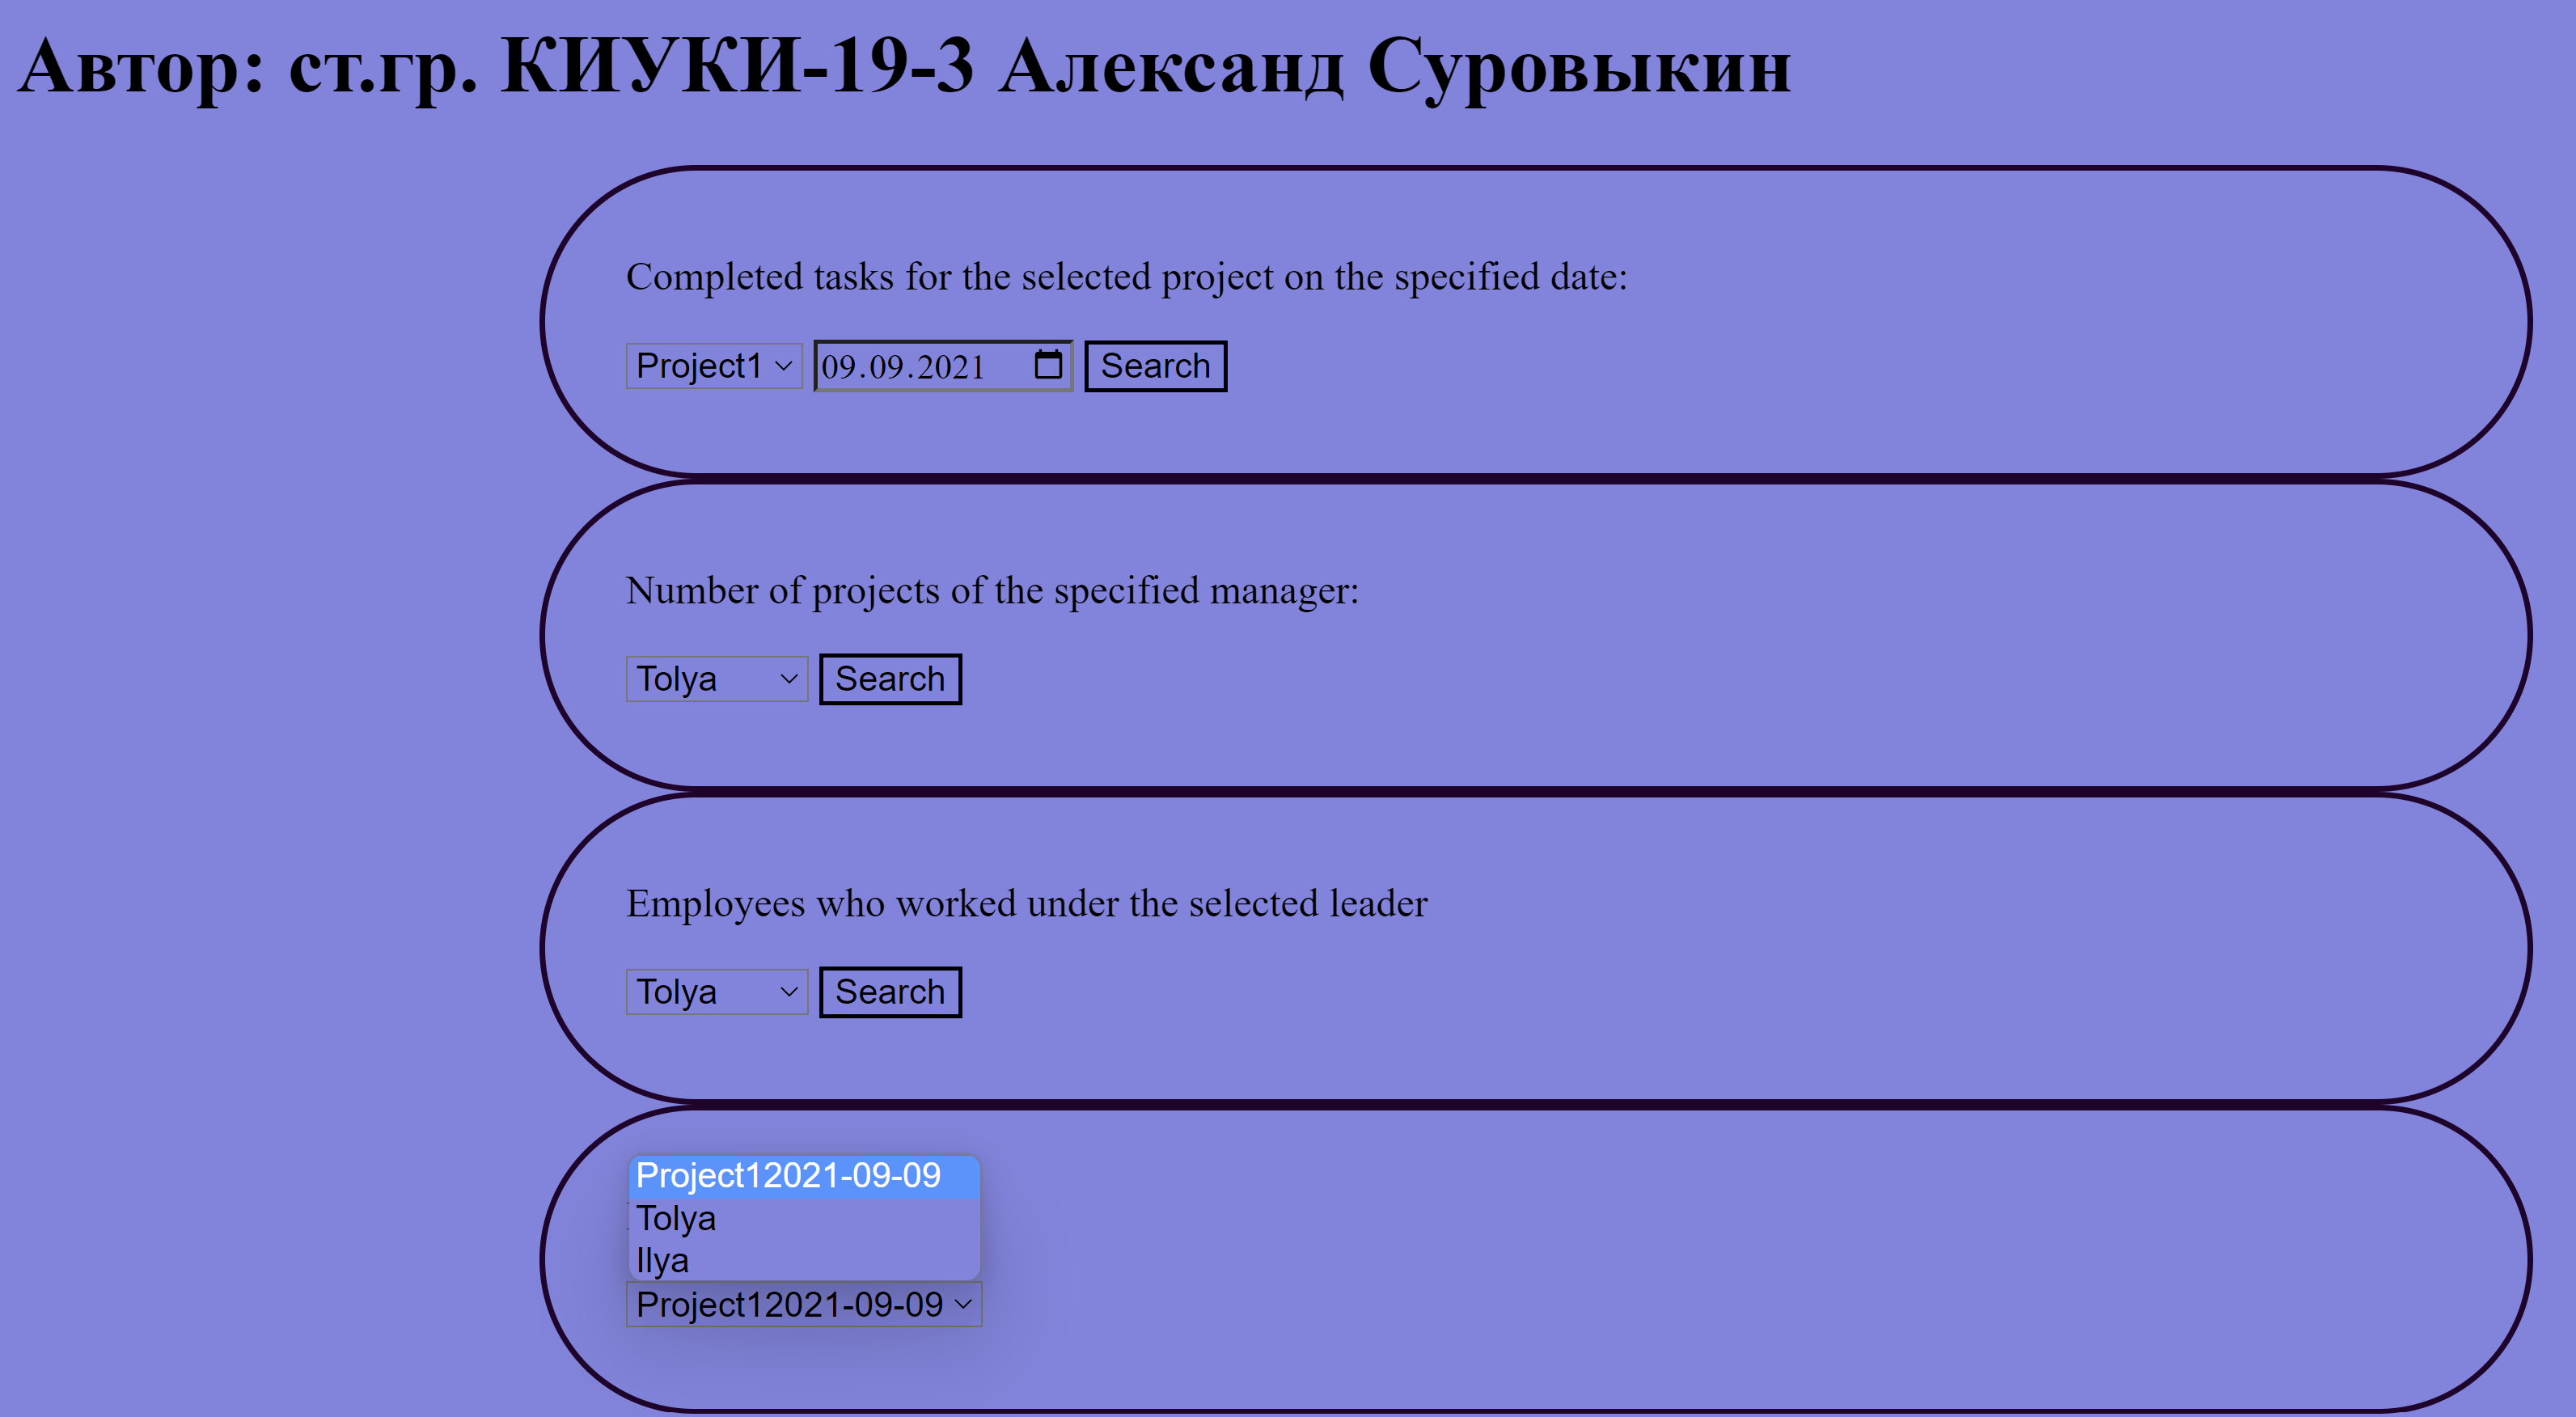 Автор: ст.гр. КИУКИ-19-3 Александ Суровыкин
Completed tasks for the selected project on the specified date:
Project1 09.09.2021 Search
Number of projects of the specified manager:
Tolya Search
Employees who worked under the selected leader
Tolya Search
Project12021-09-09
Tolya
Ilya
Project12021-09-09